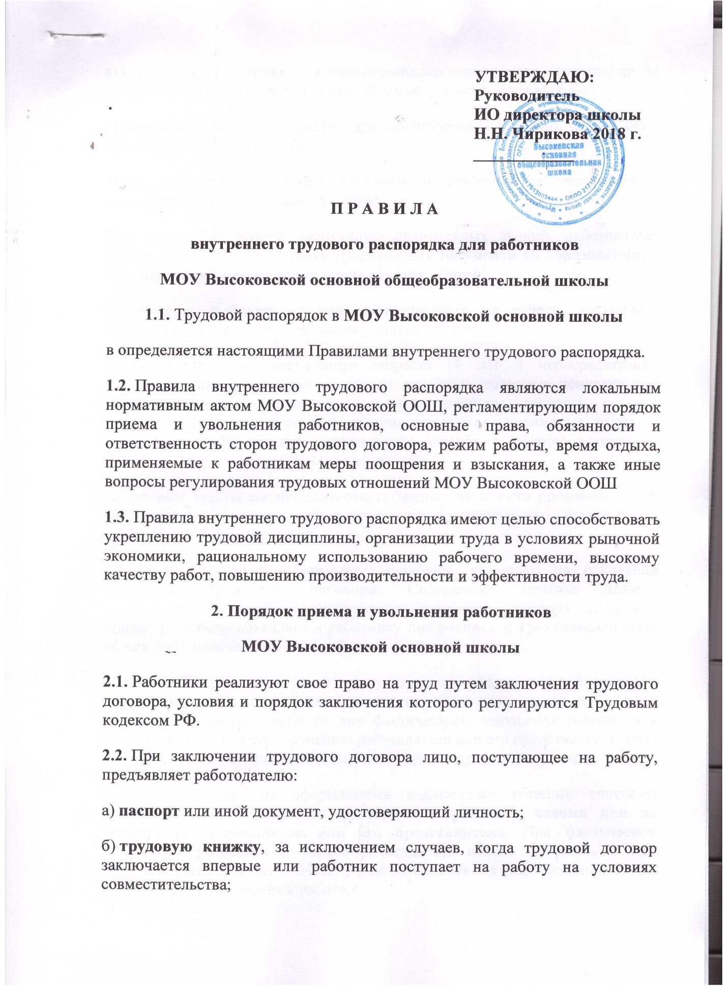 УТВЕРЖДАЮ:
Руководитель
ИО директора школы
Н.Н. Чирикова 2018 г.
Высоковская
основная
общеобразовательная
школа
ИНН 7613003444 * ОКПО 21715677
П Р А В И Л А
внутреннего трудового распорядка для работников
МОУ Высоковской основной общеобразовательной школы
1.1. Трудовой распорядок в МОУ Высоковской основной школы
в определяется настоящими Правилами внутреннего трудового распорядка.
1.2. Правила внутреннего трудового распорядка являются локальным
нормативным актом МОУ Высоковской ООШ, регламентирующим порядок
приема и увольнения работников, основные права, обязанности и
ответственность сторон трудового договора, режим работы, время отдыха,
применяемые к работникам меры поощрения и взыскания, а также иные
вопросы регулирования трудовых отношений МОУ Высоковской ООШ
1.3. Правила внутреннего трудового распорядка имеют целью способствовать
укреплению трудовой дисциплины, организации труда в условиях рыночной
экономики, рациональному использованию рабочего времени, высокому
качеству работ, повышению производительности и эффективности труда.
2. Порядок приема и увольнения работников
МОУ Высоковской основной школы
2.1. Работники реализуют свое право на труд путем заключения трудового
договора, условия и порядок заключения которого регулируются Трудовым
кодексом РФ.
2.2. При заключении трудового договора лицо, поступающее на работу,
предъявляет работодателю:
а) паспорт или иной документ, удостоверяющий личность;
б) трудовую книжку, за исключением случаев, когда трудовой договор
заключается впервые или работник поступает на работу на условиях
совместительства;